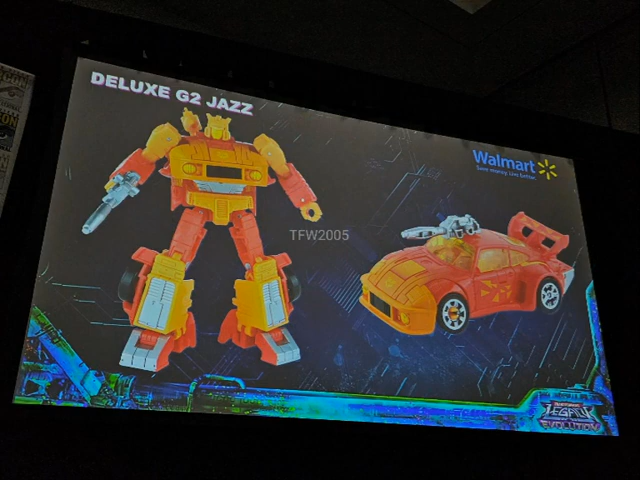 DELUXE G2 JAZZ
Walmart
Save money. Live better.
TFW2005
LEGACY
EVOLUTION